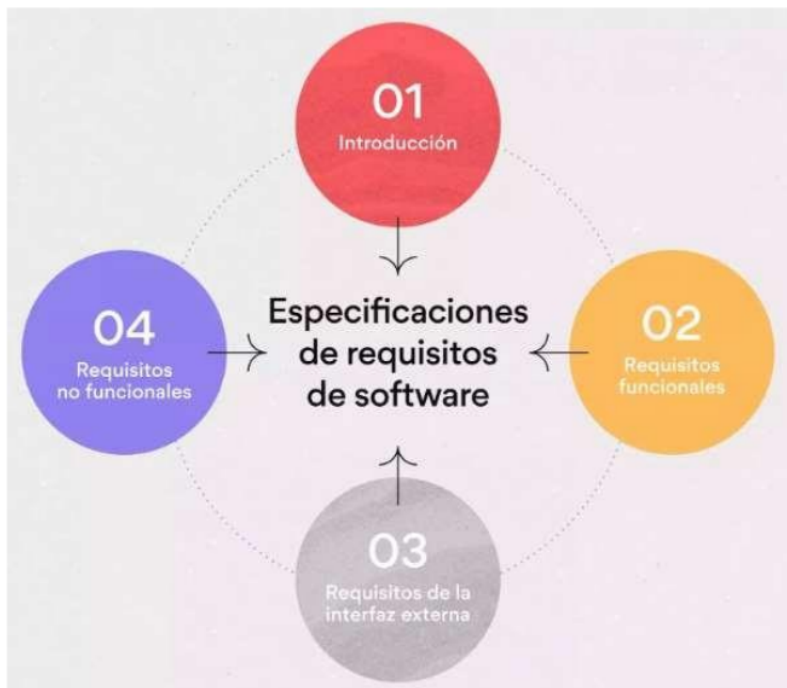 01
Introducción
Especificaciones
de requisitos
de software
02
Requisitos
funcionales
03
Requisitos de la
interfaz externa
04
Requisitos
no funcionales